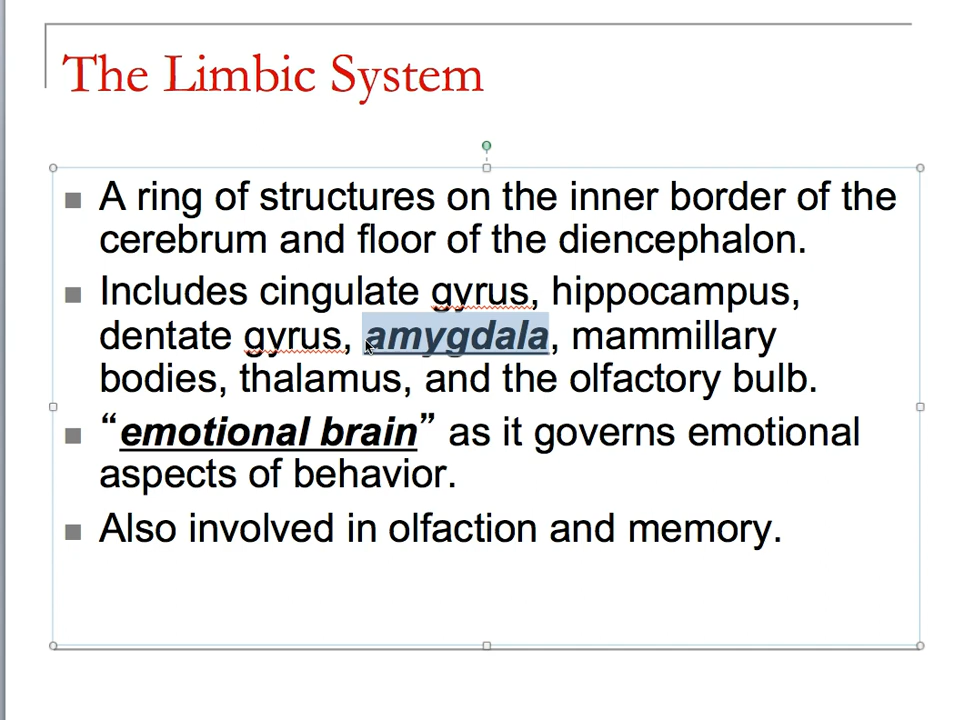 The Limbic System
A ring of structures on the inner border of the
cerebrum and floor of the diencephalon.
Includes cingulate gyrus, hippocampus,
dentate gyrus, amygdala, mammillary
bodies, thalamus, and the olfactory bulb.
“emotional brain” as it governs emotional
aspects of behavior.
Also involved in olfaction and memory.